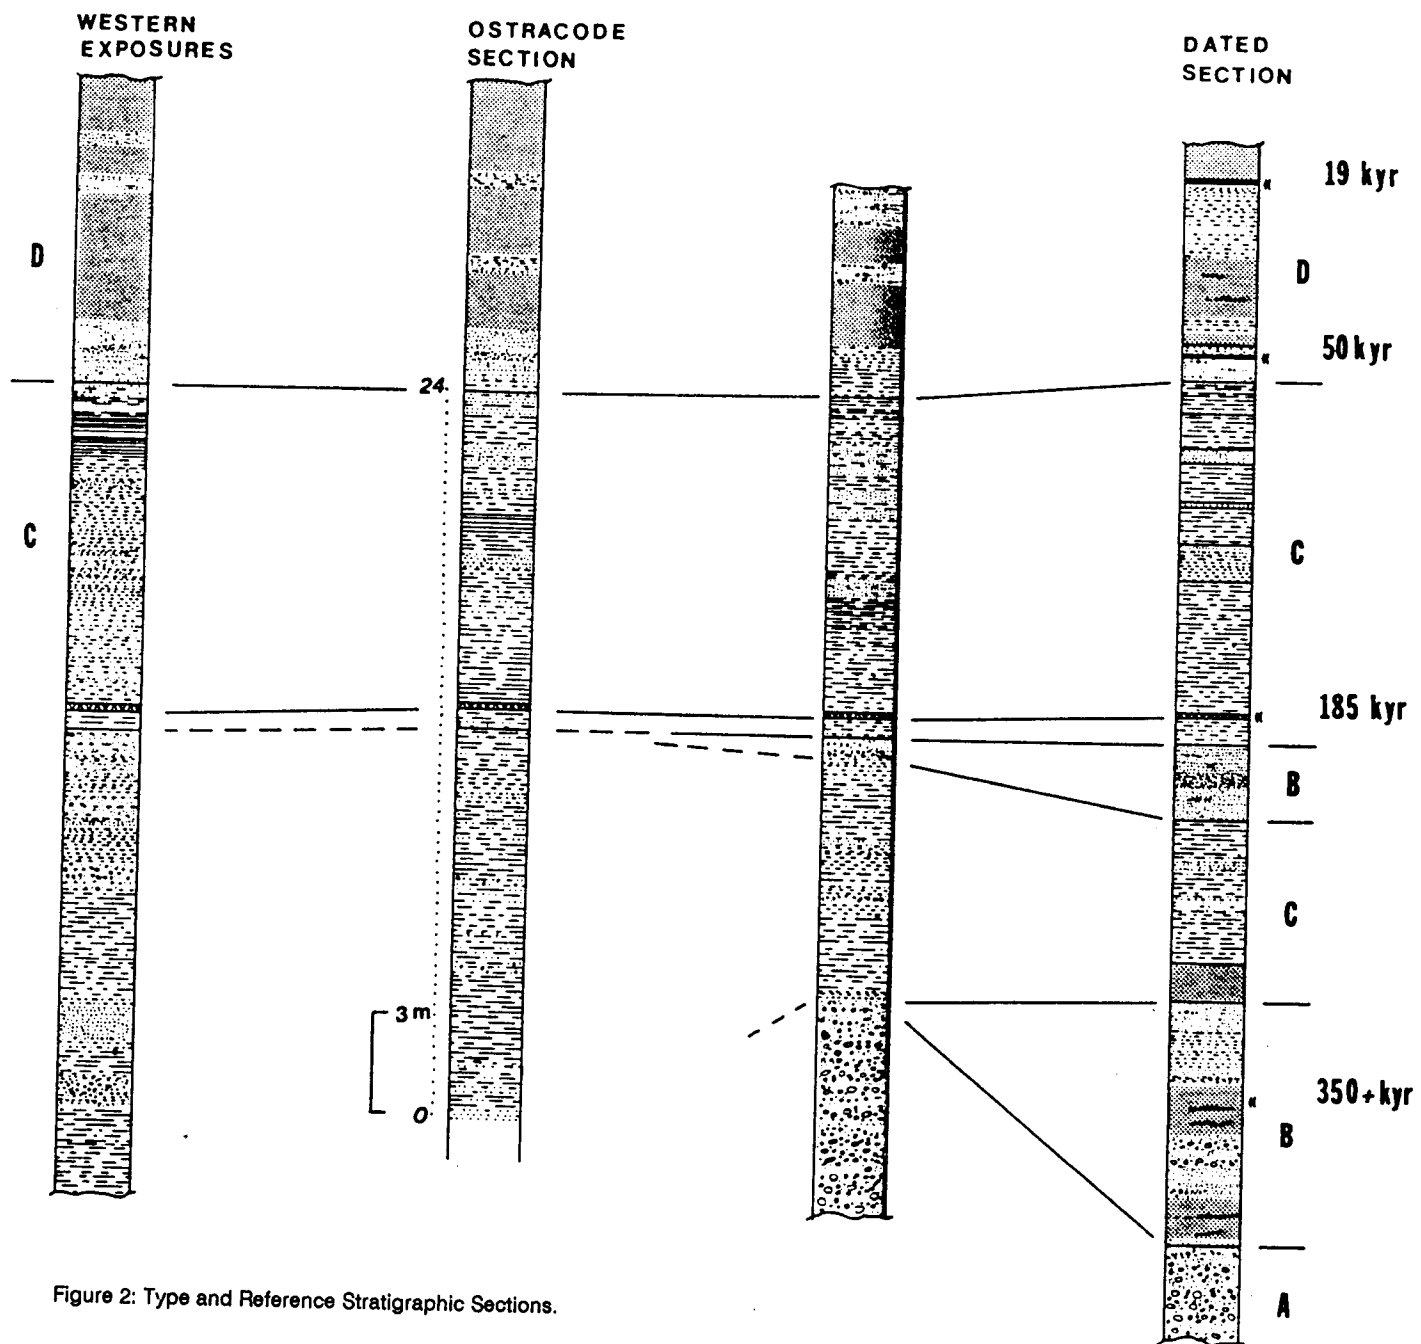 WESTERN
EXPOSURES
OSTRACODE
SECTION
DATED
SECTION
19 kyr
D
D
50 kyr
24
C
C
185 kyr
B
C
3 m
0
350+kyr
B
A
Figure 2: Type and Reference Stratigraphic Sections.